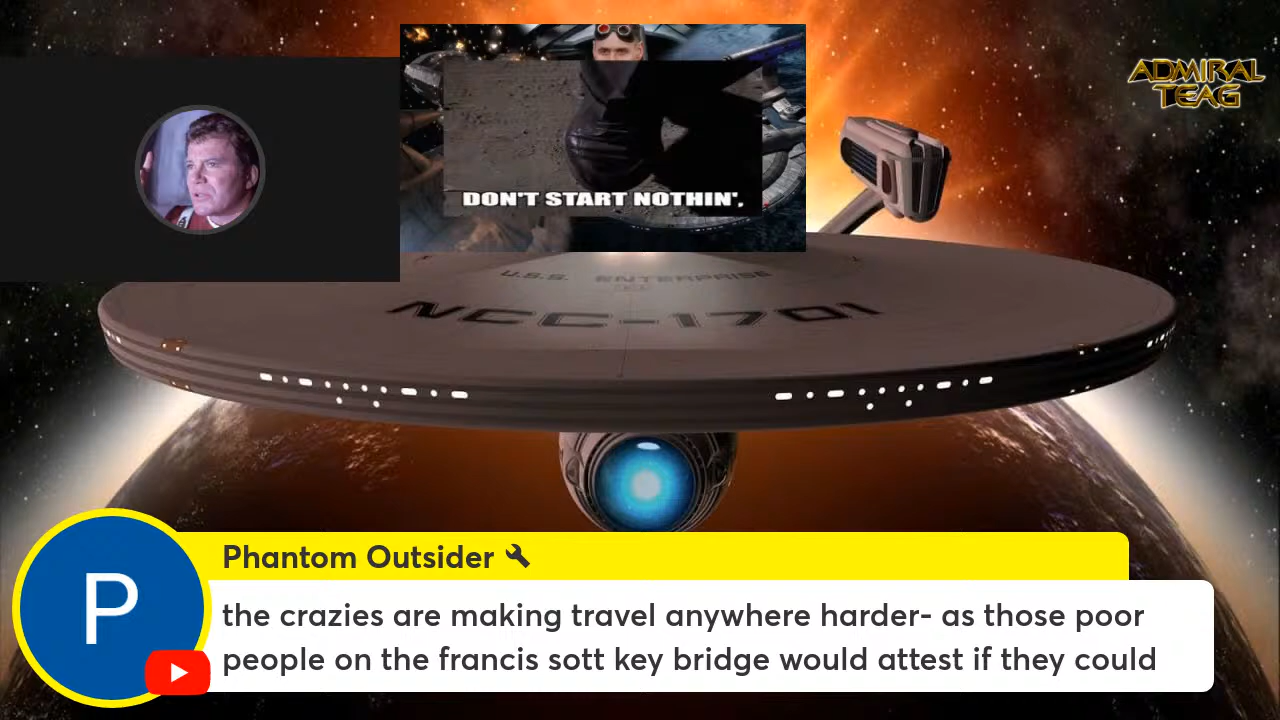 ADMIRAL
TEAG
DON'T START NOTHIN',
U.S.S. ENTERPRISE
NCC-1701
P
Phantom Outsider
the crazies are making travel anywhere harder- as those poor
people on the francis sott key bridge would attest if they could